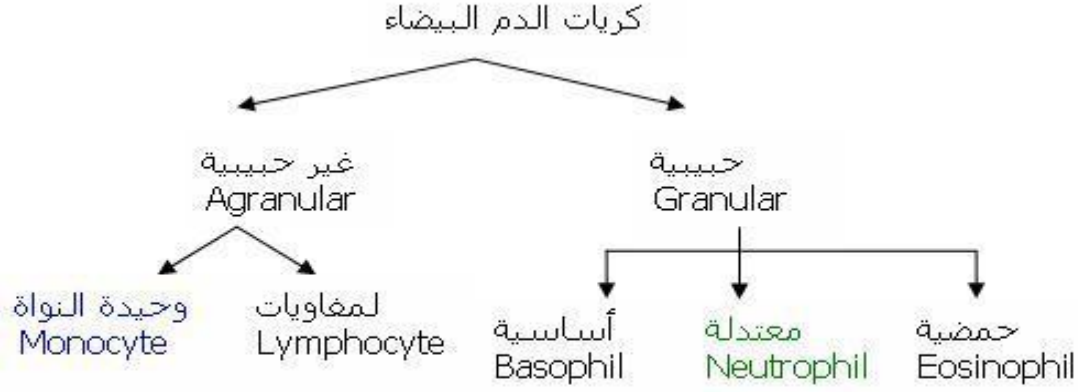 كريات الدم البيضاء
حبيبية
Granular
غير حبيبية
Agranular
حمضية
Eosinophil
معتدلة
Neutrophil
أساسية
Basophil
لمفاويات
Lymphocyte
وحيدة النواة
Monocyte